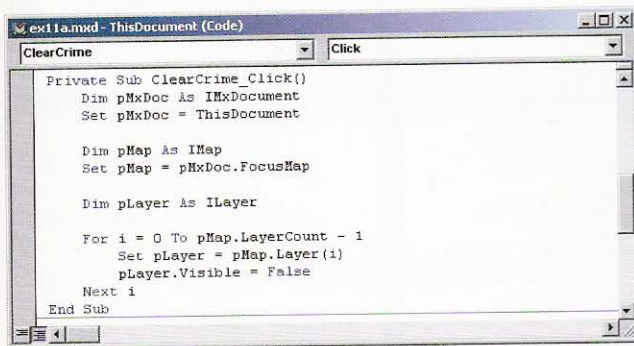 ex11a.mxd - ThisDocument (Code)
ClearCrime Click
Private Sub ClearCrime_Click()
Dim pMxDoc As IMxDocument
Set pMxDoc = ThisDocument
Dim pMap As IMap
Set pMap = pMxDoc.FocusMap
Dim pLayer As ILayer
For i = 0 To pMap.LayerCount - 1
Set pLayer = pMap.Layer(i)
pLayer.Visible = False
Next i
End Sub